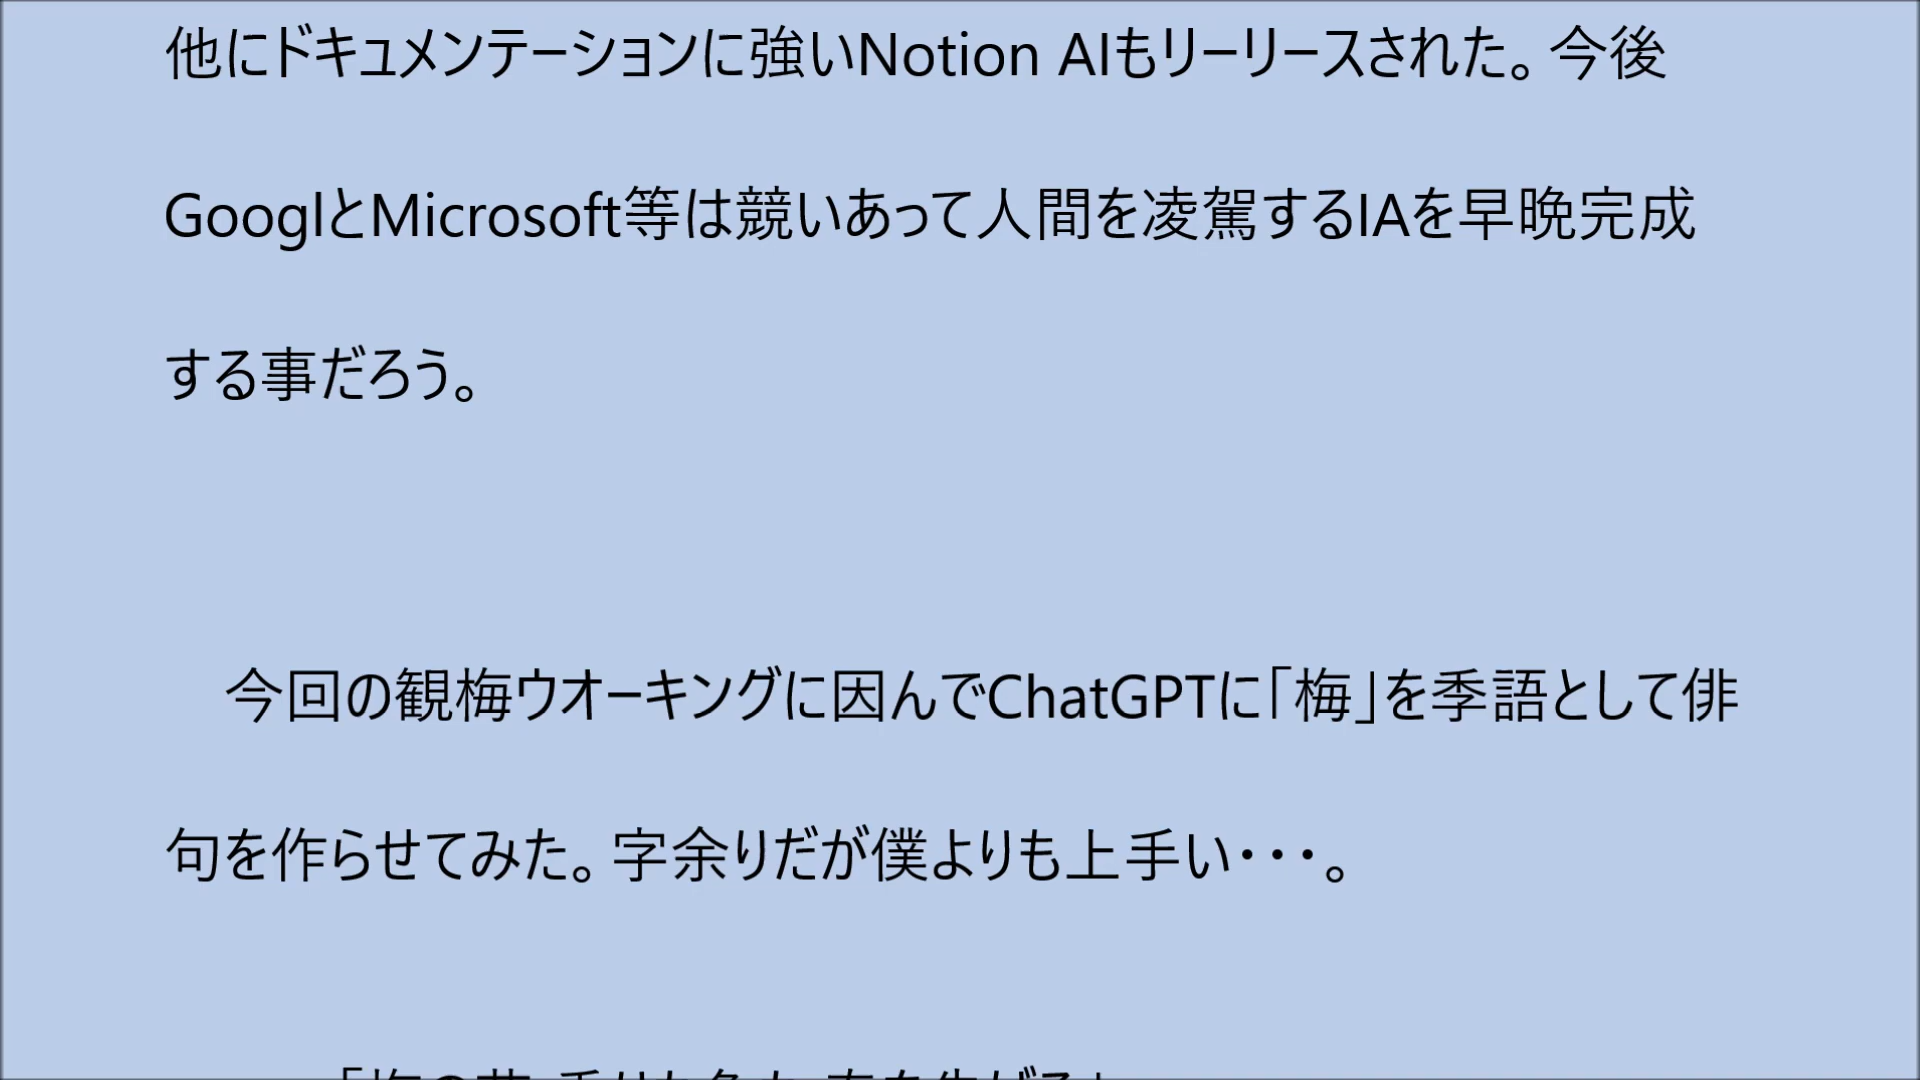 他にドキュメンテーションに強いNotion AIもリーリースされた。今後
GooglとMicrosoft等は競いあって人間を凌駕するIAを早晩完成
する事だろう。
今回の観梅ウオーキングに因んでChatGPTに「梅」を季語として俳
句を作らせてみた。字余りだが僕よりも上手い・・・。